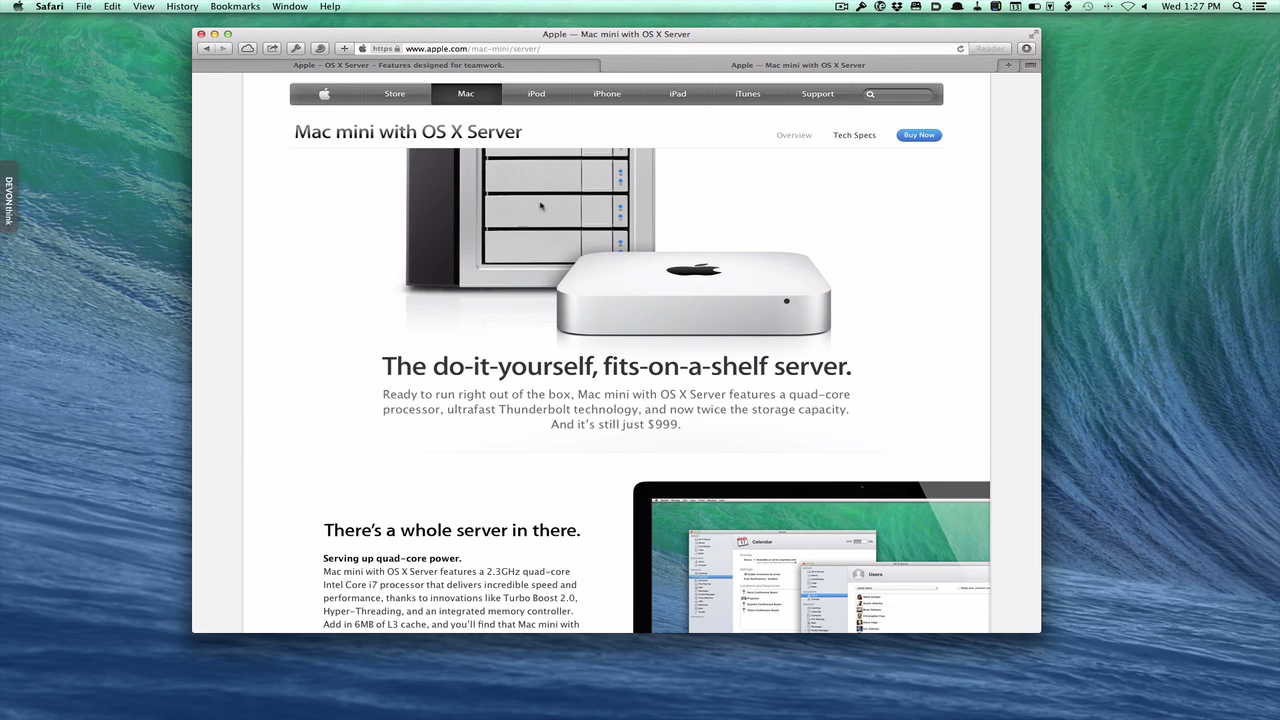 Safari File Edit View History Bookmarks Window Help
Wed 1:27 PM
Apple — Mac mini with OS X Server
https www.apple.com/mac-mini/server/
Reader
Apple – OS X Server – Features designed for teamwork.
Apple — Mac mini with OS X Server
Store Mac iPod iPhone iPad iTunes Support
Mac mini with OS X Server
Overview Tech Specs Buy Now
DEVONthink
The do-it-yourself, fits-on-a-shelf server.
Ready to run right out of the box, Mac mini with OS X Server features a quad-core
processor, ultrafast Thunderbolt technology, and now twice the storage capacity.
And it's still just $999.
There's a whole server in there.
Serving up quad-core power.
Mac mini with OS X Server features a 2.3GHz quad-core
Intel Core i7 processor that delivers incredible speed and
performance, thanks to innovations like Turbo Boost 2.0,
Hyper-Threading, and an integrated memory controller.
Add in 6MB of L3 cache, and you'll find that Mac mini with
Calendar
Users